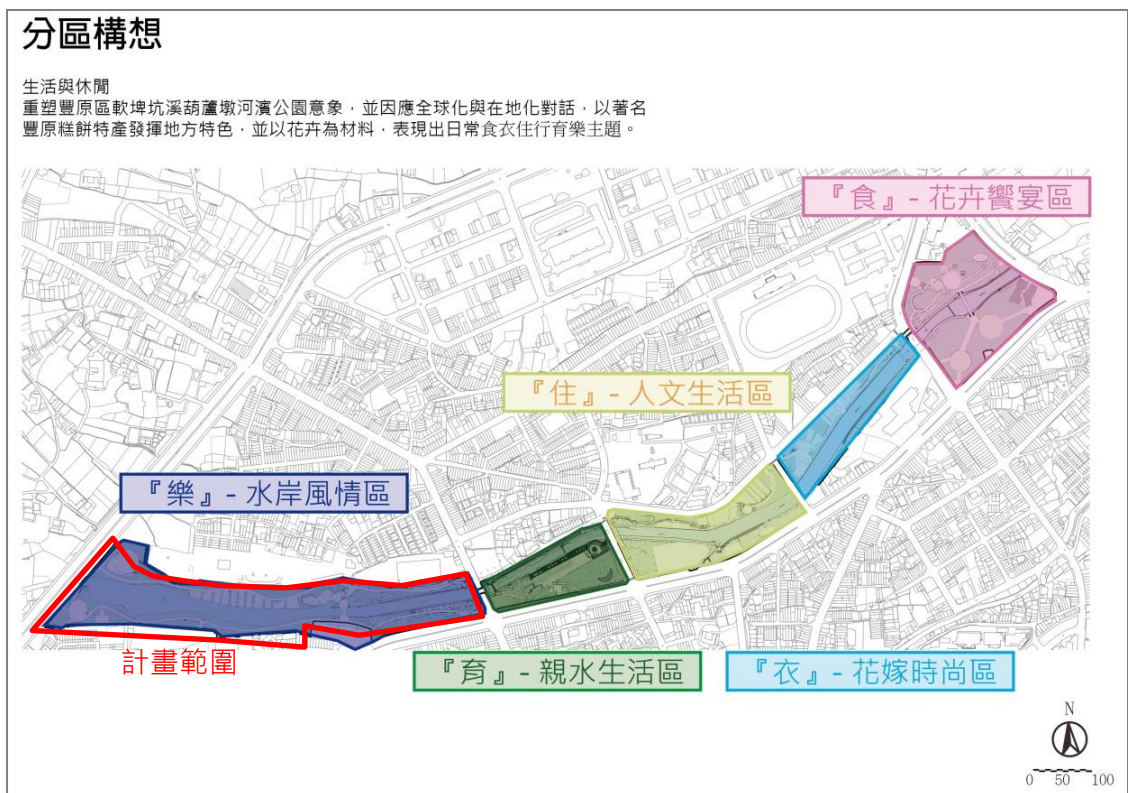 分區構想
生活與休閒
重塑豐原區軟埤坑溪葫蘆墩河濱公園意象，並因應全球化與在地化對話，以著名
豐原糕餅特產發揮地方特色，並以花卉為材料，表現出日常食衣住行育樂主題。
『食』- 花卉饗宴區
『住』- 人文生活區
『樂』- 水岸風情區
計畫範圍
『育』- 親水生活區
『衣』- 花嫁時尚區
N
0 50 100